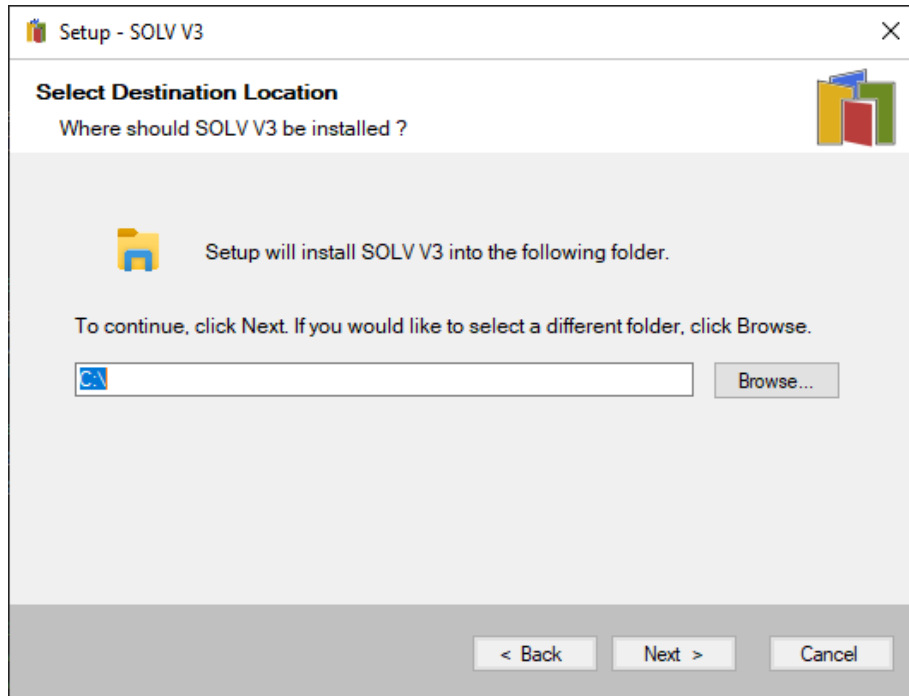 Setup - SOLV V3
Select Destination Location
Where should SOLV V3 be installed ?
Setup will install SOLV V3 into the following folder.
To continue, click Next. If you would like to select a different folder, click Browse.
C:\
Browse...
< Back
Next >
Cancel